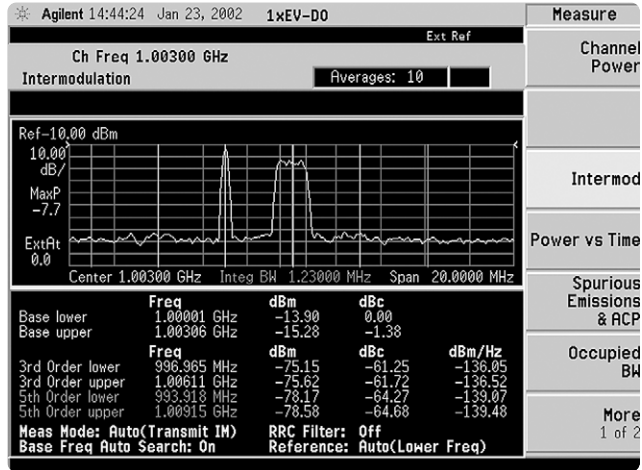 Agilent 14:44:24 Jan 23, 2002 1xEV-DO
Measure
Ext Ref
Ch Freq 1.00300 GHz
Intermodulation
Averages: 10
Channel
Power
Intermod
Power vs Time
Spurious
Emissions
& ACP
Occupied
BW
More
1 of 2
Ref-10.00 dBm
10.00
dB/
MaxP
-7.7
ExtAt
0.0
Center 1.00300 GHz Integ BW 1.23000 MHz Span 20.0000 MHz
Freq dBm dBc
Base lower 1.00001 GHz -13.90 0.00
Base upper 1.00306 GHz -15.28 -1.38
Freq dBm dBc dBm/Hz
3rd Order lower 996.965 MHz -75.15 -61.25 -136.05
3rd Order upper 1.00611 GHz -75.62 -61.72 -136.52
5th Order lower 993.918 MHz -78.17 -64.27 -139.07
5th Order upper 1.00915 GHz -78.58 -64.68 -139.48
Meas Mode: Auto(Transmit IM) RRC Filter: Off
Base Freq Auto Search: On Reference: Auto(Lower Freq)